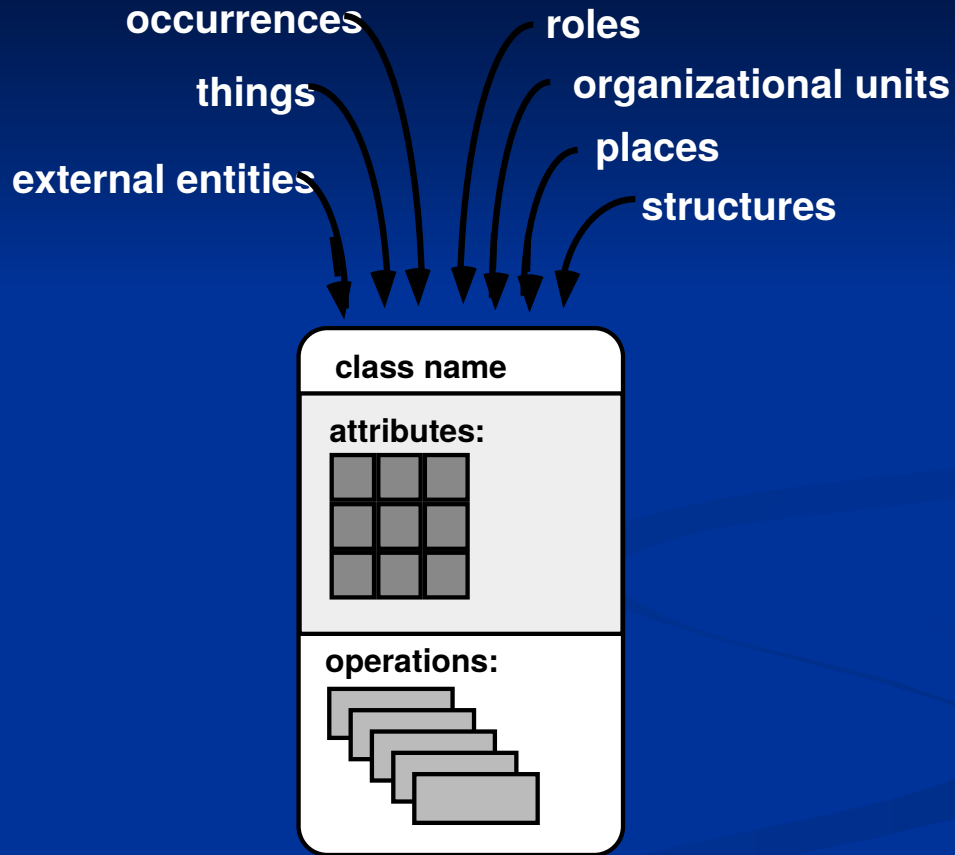 occurrences
roles
things
organizational units
places
external entities
structures
class name
attributes:
operations: